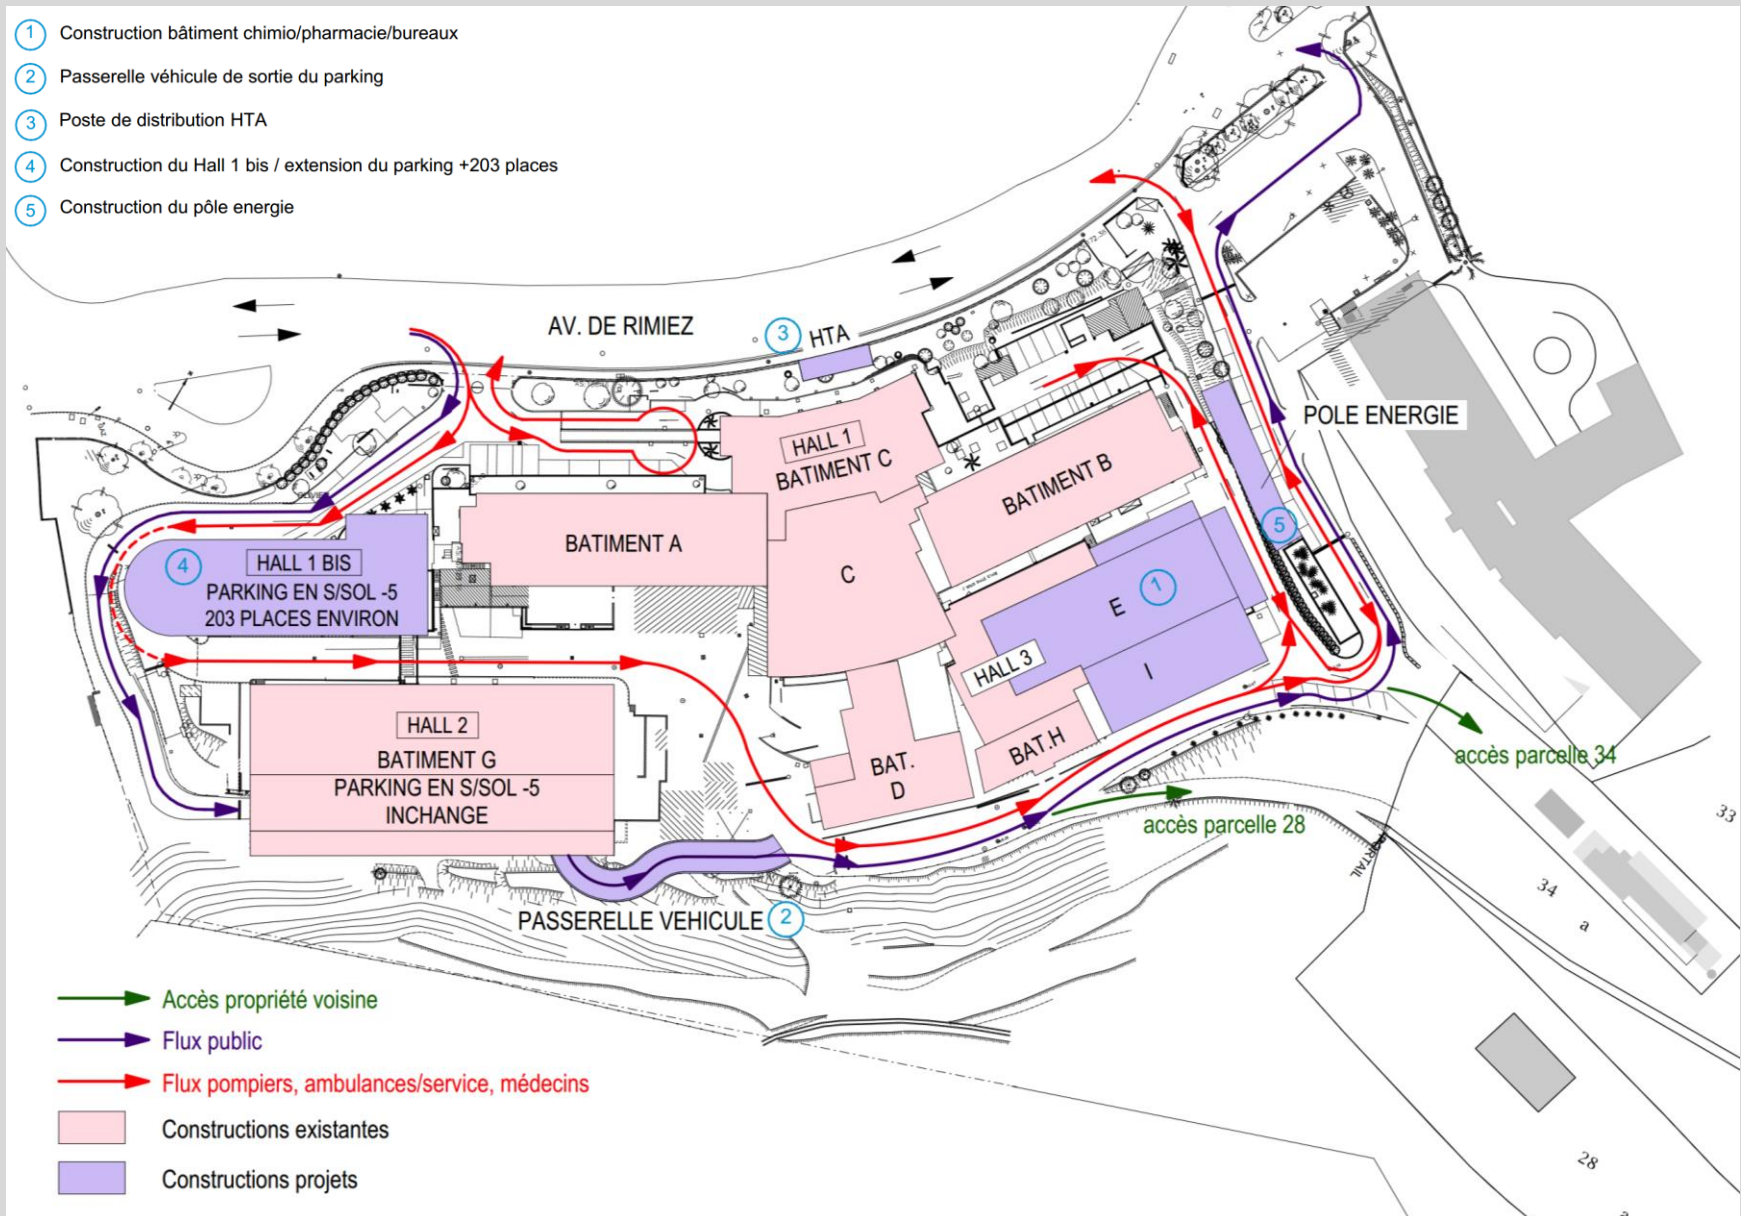 1 Construction bâtiment chimio/pharmacie/bureaux
2 Passerelle véhicule de sortie du parking
3 Poste de distribution HTA
4 Construction du Hall 1 bis / extension du parking +203 places
5 Construction du pôle energie
AV. DE RIMIEZ
3 HTA
POLE ENERGIE
HALL 1
BATIMENT C
BATIMENT B
BATIMENT A
C
5
4
HALL 1 BIS
PARKING EN S/SOL -5
203 PLACES ENVIRON
E 1
HALL 3
I
HALL 2
BATIMENT G
PARKING EN S/SOL -5
INCHANGE
BAT.
D
BAT.H
accès parcelle 34
accès parcelle 28
PORTAIL
33
34
a
PASSERELLE VEHICULE 2
28
Accès propriété voisine
Flux public
Flux pompiers, ambulances/service, médecins
Constructions existantes
Constructions projets